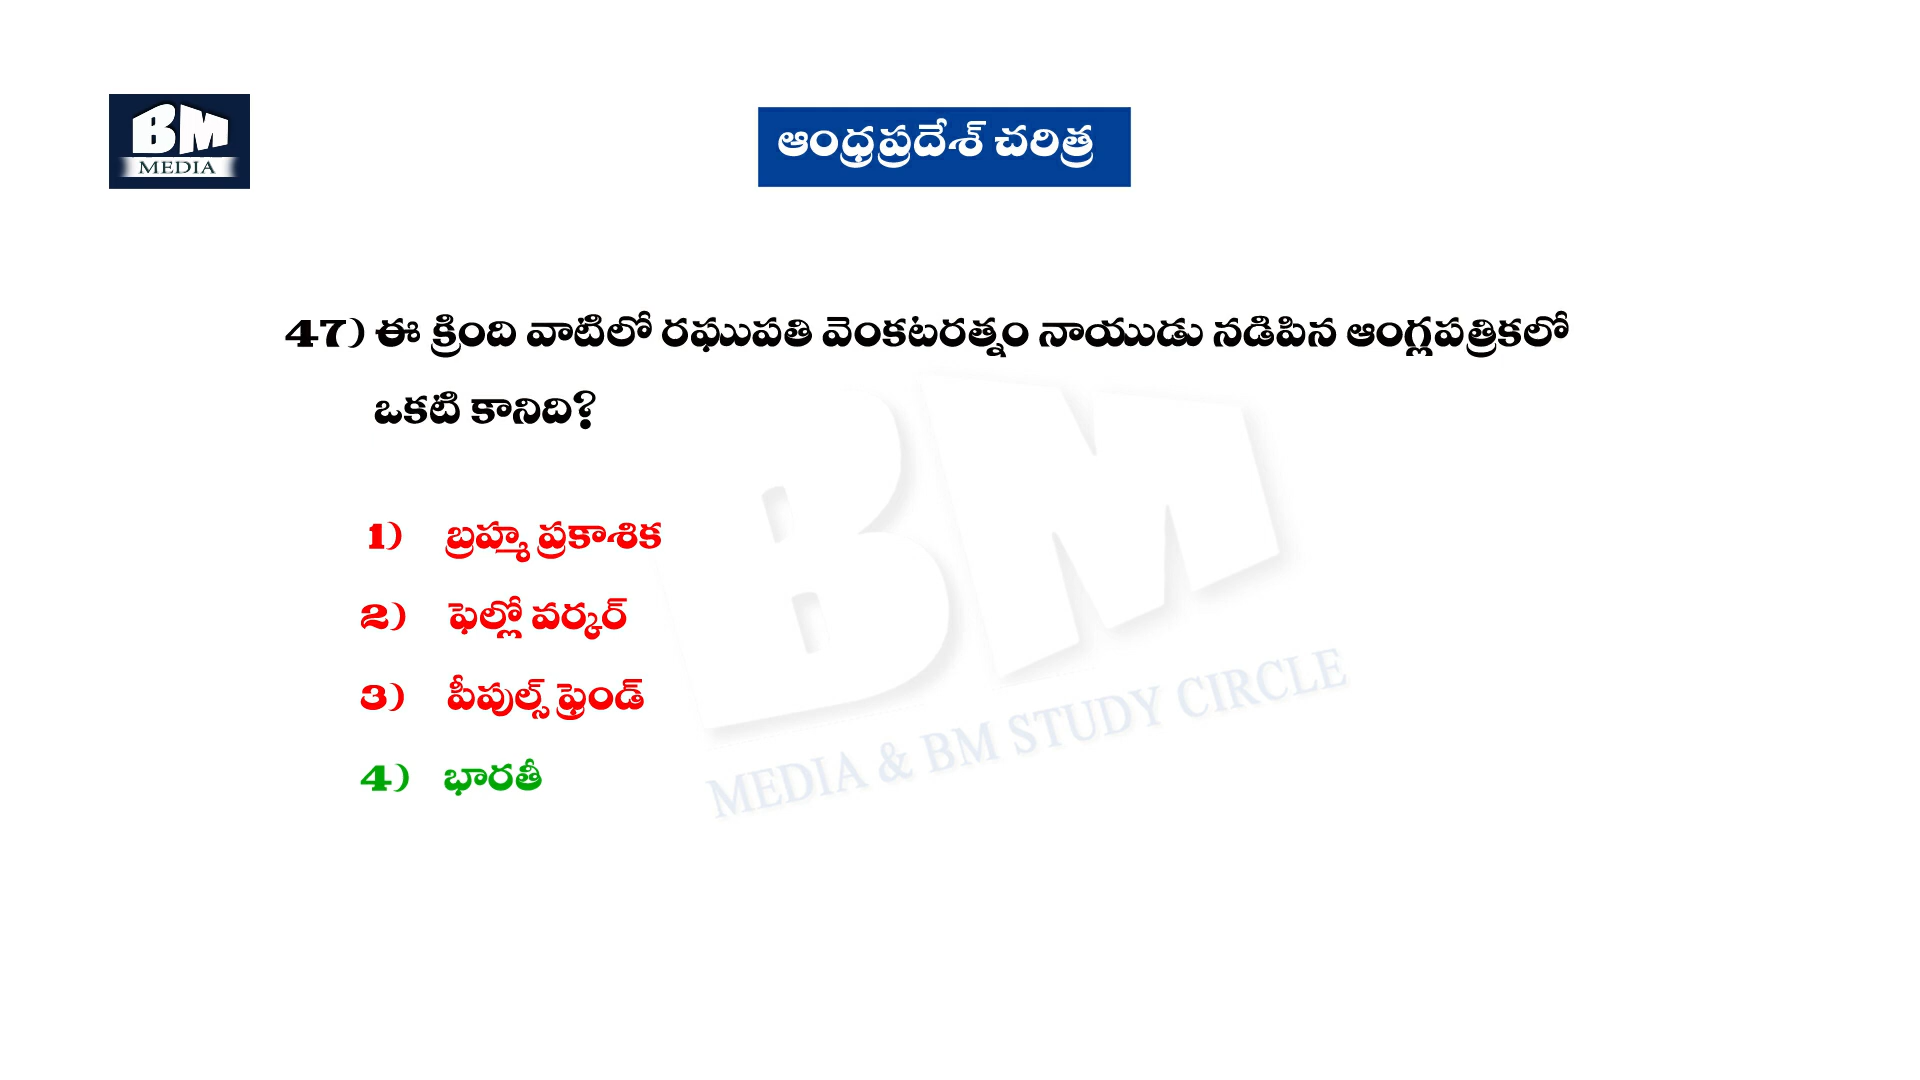 BM
MEDIA
ఆంధ్రప్రదేశ్ చరిత్ర
47) ఈ క్రింది వాటిలో రఘుపతి వెంకటరత్నం నాయుడు నడిపిన ఆంగ్లపత్రికలో
ఒకటి కానిది?
1) బ్రహ్మ ప్రకాశిక
2) ఫెల్లో వర్కర్
3) పీపుల్స్ ఫ్రెండ్
4) భారతీ
BM
MEDIA & BM STUDY CIRCLE